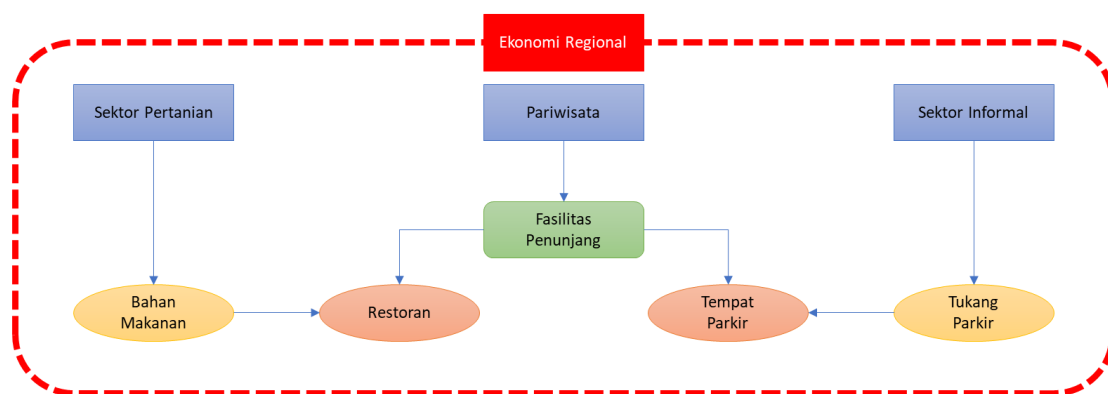 Ekonomi Regional
Sektor Pertanian
Pariwisata
Sektor Informal
Fasilitas
Penunjang
Bahan
Makanan
Restoran
Tempat
Parkir
Tukang
Parkir